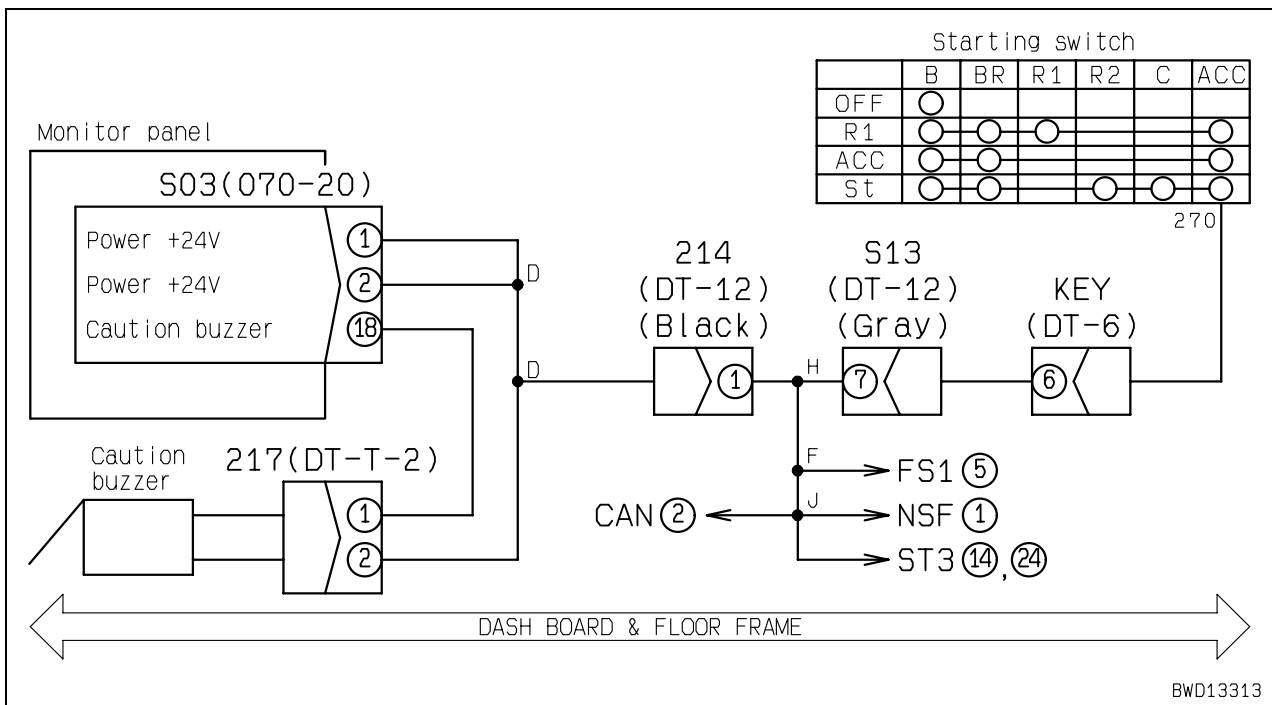 Starting switch
B BR R1 R2 C ACC
OFF
R1
ACC
St
270
Monitor panel
S03(070-20)
Power +24V ①
Power +24V ②
Caution buzzer ⑱
D
D
214
(DT-12)
(Black)
①
H
S13
(DT-12)
(Gray)
⑦
KEY
(DT-6)
⑥
Caution
buzzer
217(DT-T-2)
①
②
F
FS1 ⑤
J
CAN ②
NSF ①
ST3 ⑭,㉔
DASH BOARD & FLOOR FRAME
BWD13313